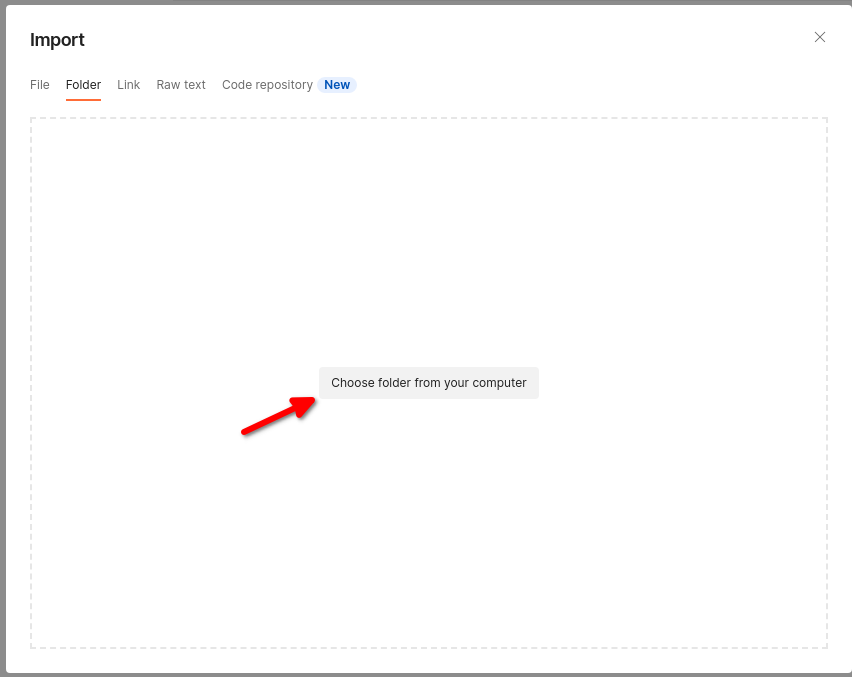 Import
File Folder Link Raw text Code repository New
Choose folder from your computer